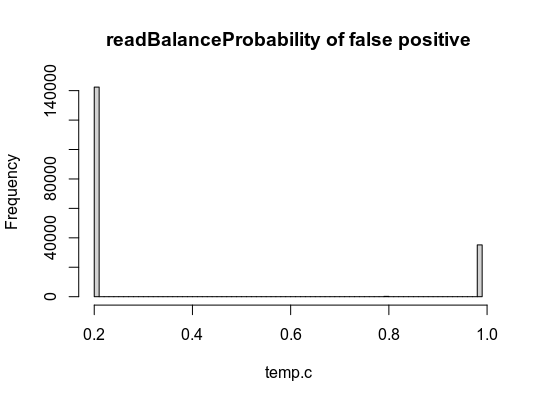 readBalanceProbability of false positive
Frequency
0 40000 80000 140000
0.2 0.4 0.6 0.8 1.0
temp.c